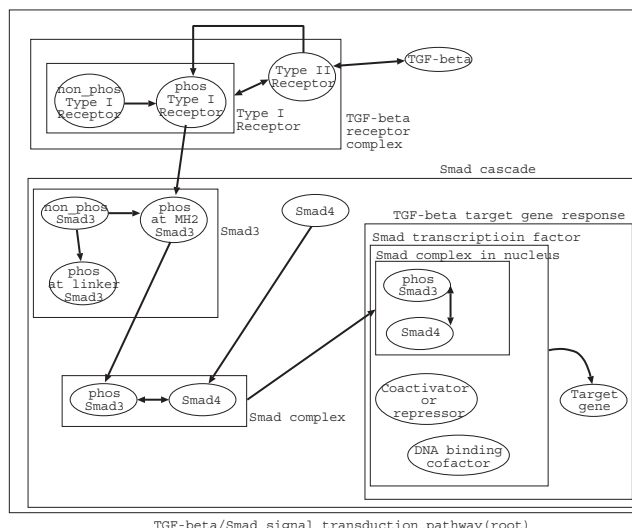 TGF-beta
Type II
Receptor
non_phos
Type I
Receptor
phos
Type I
Receptor
Type I
Receptor
TGF-beta
receptor
complex
Smad cascade
non_phos
Smad3
phos
at MH2
Smad3
Smad3
phos
at linker
Smad3
Smad4
TGF-beta target gene response
Smad transcriptioin factor
Smad complex in nucleus
phos
Smad3
Smad4
phos
Smad3
Smad4
Smad complex
Coactivator
or
repressor
DNA binding
cofactor
Target
gene
TGF-beta/Smad signal transduction pathway(root)